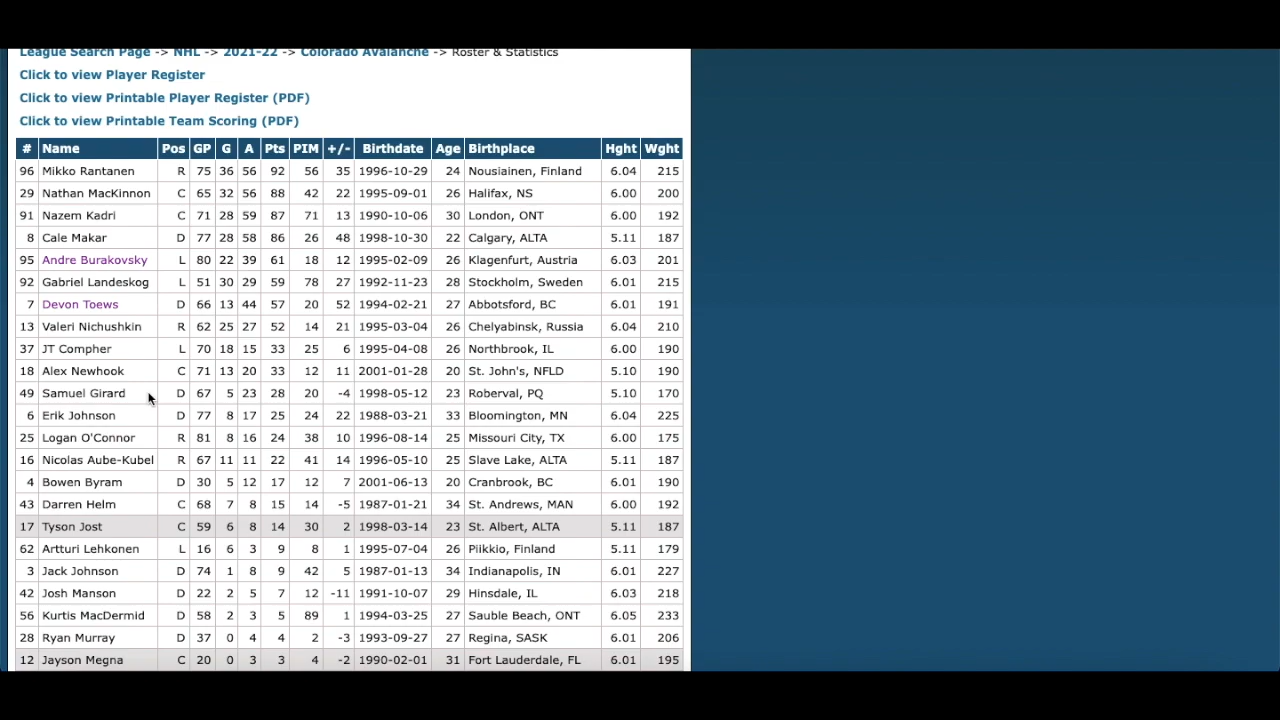 League Search Page -> NHL -> 2021-22 -> Colorado Avalanche -> Roster & Statistics
Click to view Player Register
Click to view Printable Player Register (PDF)
Click to view Printable Team Scoring (PDF)
# Name Pos GP G A Pts PIM +/- Birthdate Age Birthplace Hght Wght
96 Mikko Rantanen R 75 36 56 92 56 35 1996-10-29 24 Nousiainen, Finland 6.04 215
29 Nathan MacKinnon C 65 32 56 88 42 22 1995-09-01 26 Halifax, NS 6.00 200
91 Nazem Kadri C 71 28 59 87 71 13 1990-10-06 30 London, ONT 6.00 192
8 Cale Makar D 77 28 58 86 26 48 1998-10-30 22 Calgary, ALTA 5.11 187
95 Andre Burakovsky L 80 22 39 61 18 12 1995-02-09 26 Klagenfurt, Austria 6.03 201
92 Gabriel Landeskog L 51 30 29 59 78 27 1992-11-23 28 Stockholm, Sweden 6.01 215
7 Devon Toews D 66 13 44 57 20 52 1994-02-21 27 Abbotsford, BC 6.01 191
13 Valeri Nichushkin R 62 25 27 52 14 21 1995-03-04 26 Chelyabinsk, Russia 6.04 210
37 JT Compher L 70 18 15 33 25 6 1995-04-08 26 Northbrook, IL 6.00 190
18 Alex Newhook C 71 13 20 33 12 11 2001-01-28 20 St. John's, NFLD 5.10 190
49 Samuel Girard D 67 5 23 28 20 -4 1998-05-12 23 Roberval, PQ 5.10 170
6 Erik Johnson D 77 8 17 25 24 22 1988-03-21 33 Bloomington, MN 6.04 225
25 Logan O'Connor R 81 8 16 24 38 10 1996-08-14 25 Missouri City, TX 6.00 175
16 Nicolas Aube-Kubel R 67 11 11 22 41 14 1996-05-10 25 Slave Lake, ALTA 5.11 187
4 Bowen Byram D 30 5 12 17 12 7 2001-06-13 20 Cranbrook, BC 6.01 190
43 Darren Helm C 68 7 8 15 14 -5 1987-01-21 34 St. Andrews, MAN 6.00 192
17 Tyson Jost C 59 6 8 14 30 2 1998-03-14 23 St. Albert, ALTA 5.11 187
62 Artturi Lehkonen L 16 6 3 9 8 1 1995-07-04 26 Piikkio, Finland 5.11 179
3 Jack Johnson D 74 1 8 9 42 5 1987-01-13 34 Indianapolis, IN 6.01 227
42 Josh Manson D 22 2 5 7 12 -11 1991-10-07 29 Hinsdale, IL 6.03 218
56 Kurtis MacDermid D 58 2 3 5 89 1 1994-03-25 27 Sauble Beach, ONT 6.05 233
28 Ryan Murray D 37 0 4 4 2 -3 1993-09-27 27 Regina, SASK 6.01 206
12 Jayson Megna C 20 0 3 3 4 -2 1990-02-01 31 Fort Lauderdale, FL 6.01 195